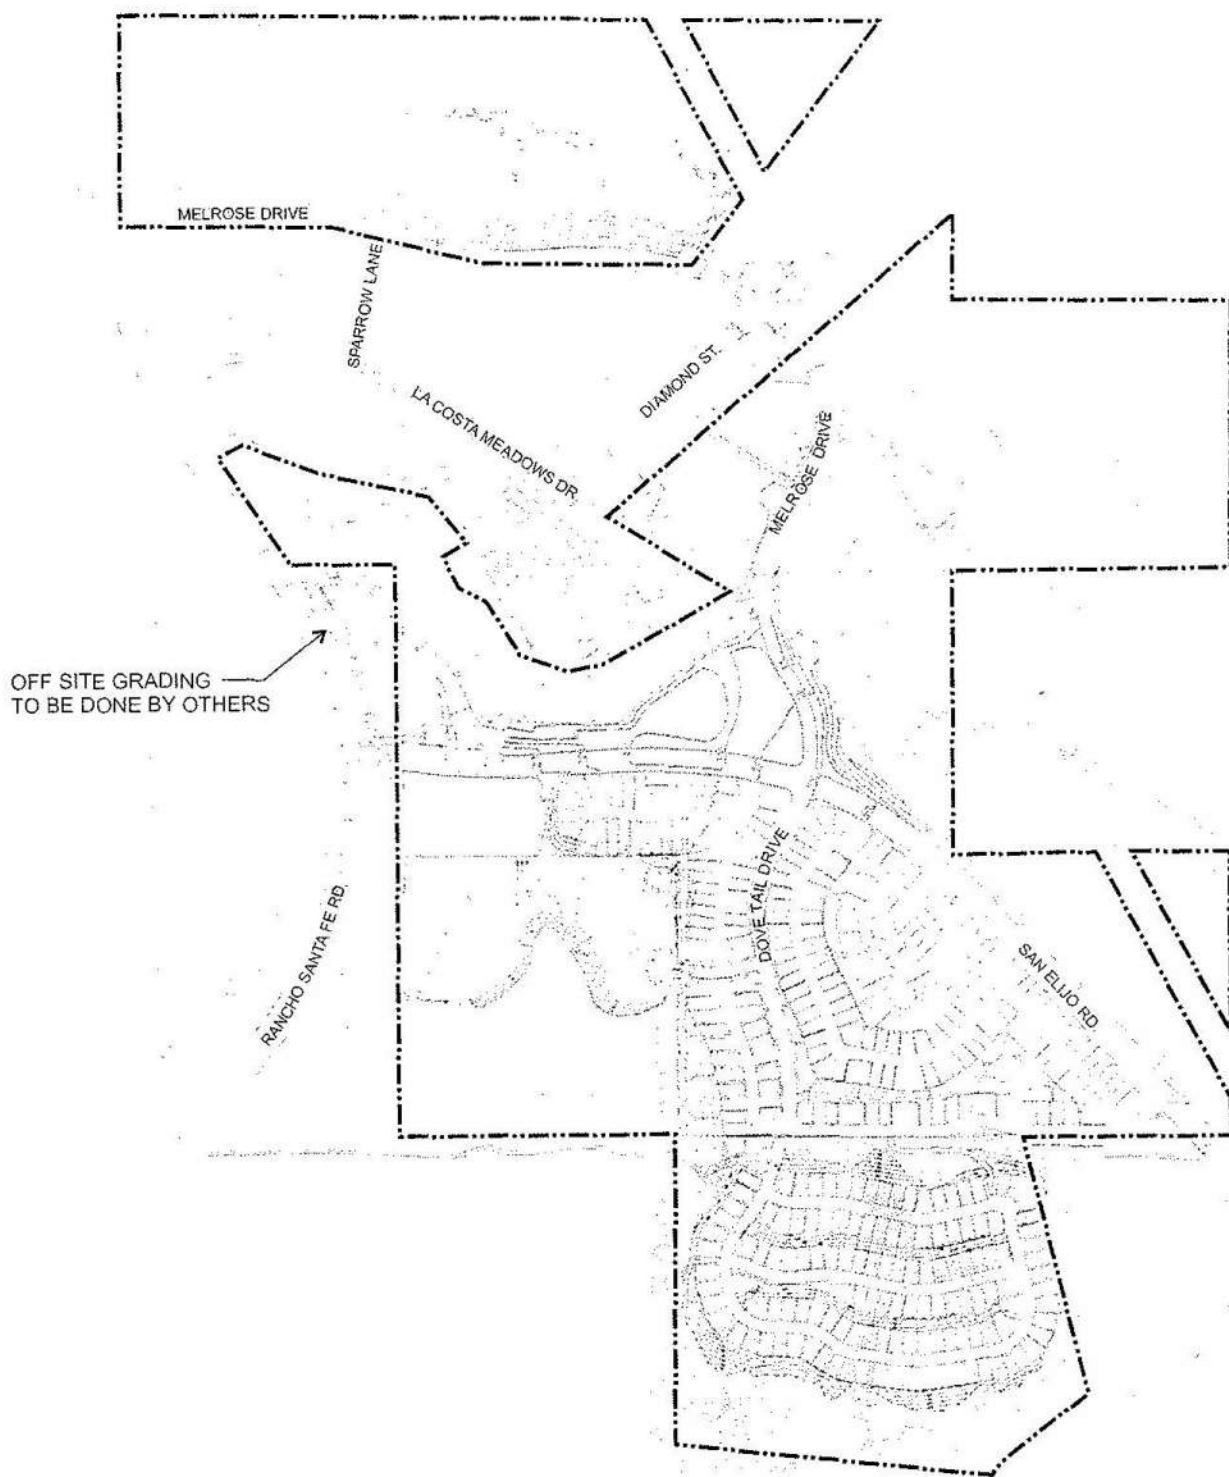 MELROSE DRIVE
SPARROW LANE
LA COSTA MEADOWS DR.
DIAMOND ST.
MELROSE DRIVE
OFF SITE GRADING
TO BE DONE BY OTHERS
DOVE TAIL DRIVE
RANCHO SANTA FE RD.
SAN ELIJO RD.